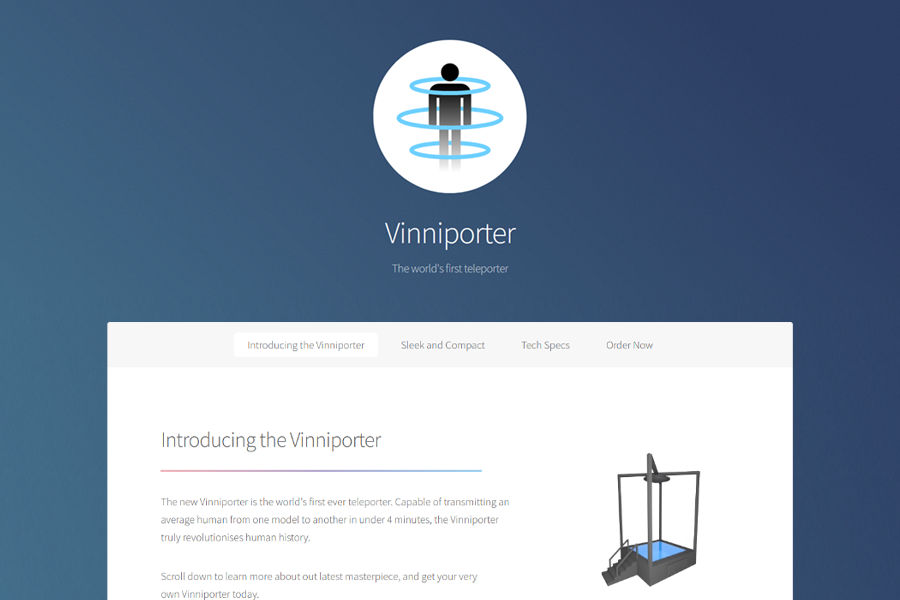 Vinniporter
The world's first teleporter
Introducing the Vinniporter
Sleek and Compact
Tech Specs
Order Now
Introducing the Vinniporter
The new Vinniporter is the world's first ever teleporter. Capable of transmitting an
average human from one model to another in under 4 minutes, the Vinniporter
truly revolutionises human history.
Scroll down to learn more about out latest masterpiece, and get your very
own Vinniporter today.